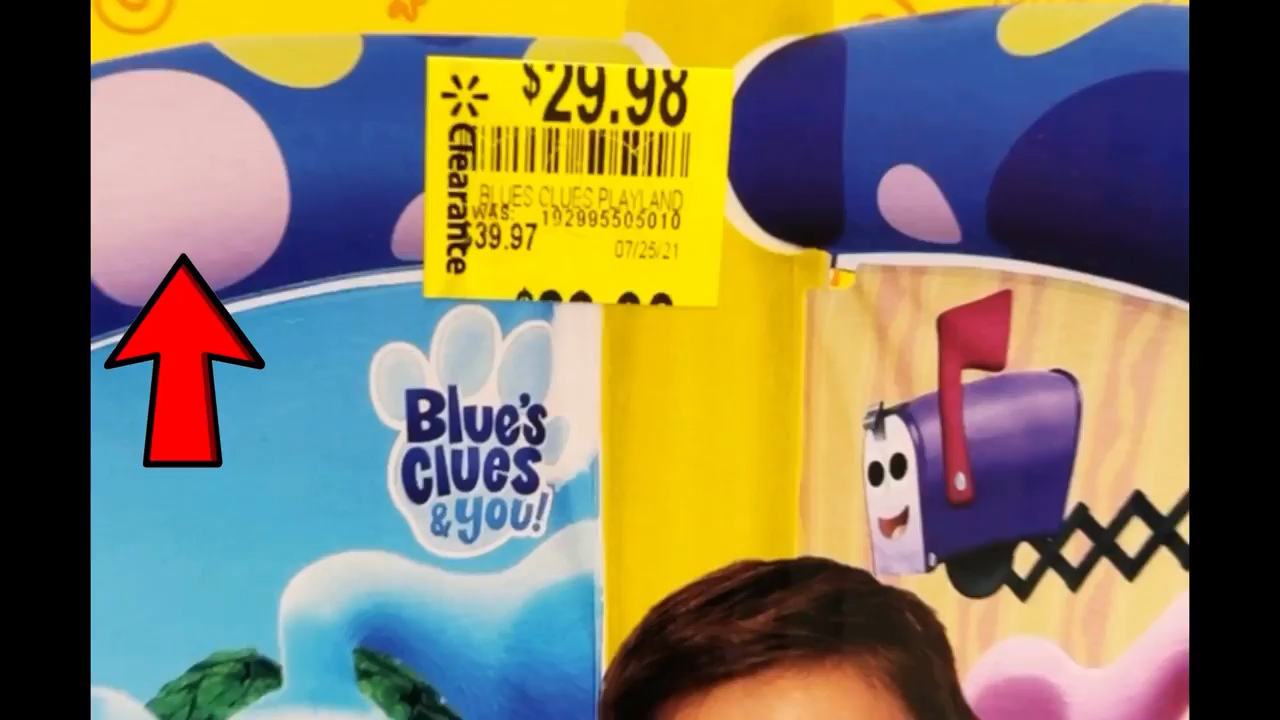 $29.98
Clearance
BLUES CLUES PLAYLAND
WAS: 192995505010
$39.97 07/25/21
Blue's
Clues
& you!